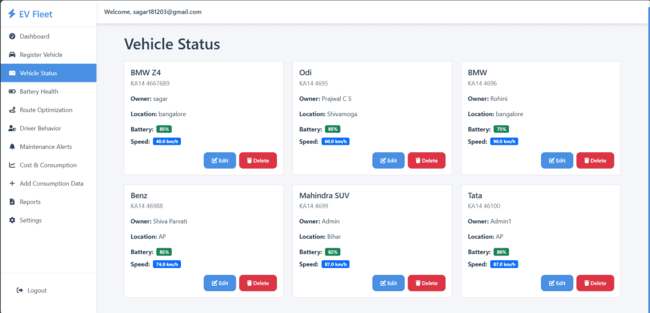 EV Fleet
Welcome, sagar181203@gmail.com
Dashboard
Register Vehicle
Vehicle Status
Battery Health
Route Optimization
Driver Behavior
Maintenance Alerts
Cost & Consumption
Add Consumption Data
Reports
Settings
Logout
Vehicle Status
BMW Z4
KA14 4667689
Owner: sagar
Location: bangalore
Battery: 85%
Speed: 40.0 km/h
Edit Delete
Odi
KA14 4695
Owner: Prajwal C S
Location: Shivamoga
Battery: 80%
Speed: 60.0 km/h
Edit Delete
BMW
KA14 4696
Owner: Rohini
Location: bangalore
Battery: 75%
Speed: 90.0 km/h
Edit Delete
Benz
KA14 46988
Owner: Shiva Parvati
Location: AP
Battery: 85%
Speed: 74.0 km/h
Edit Delete
Mahindra SUV
KA14 4699
Owner: Admin
Location: Bihar
Battery: 82%
Speed: 87.0 km/h
Edit Delete
Tata
KA14 46100
Owner: Admin1
Location: AP
Battery: 86%
Speed: 87.0 km/h
Edit Delete